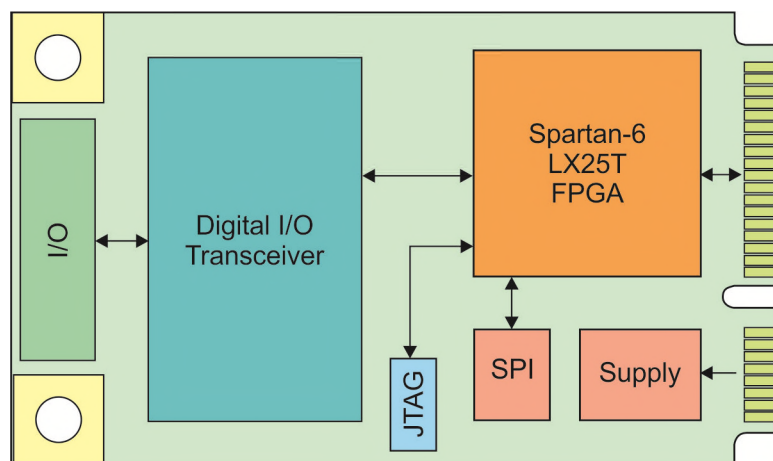 I/O
Digital I/O
Transceiver
Spartan-6
LX25T
FPGA
JTAG
SPI
Supply